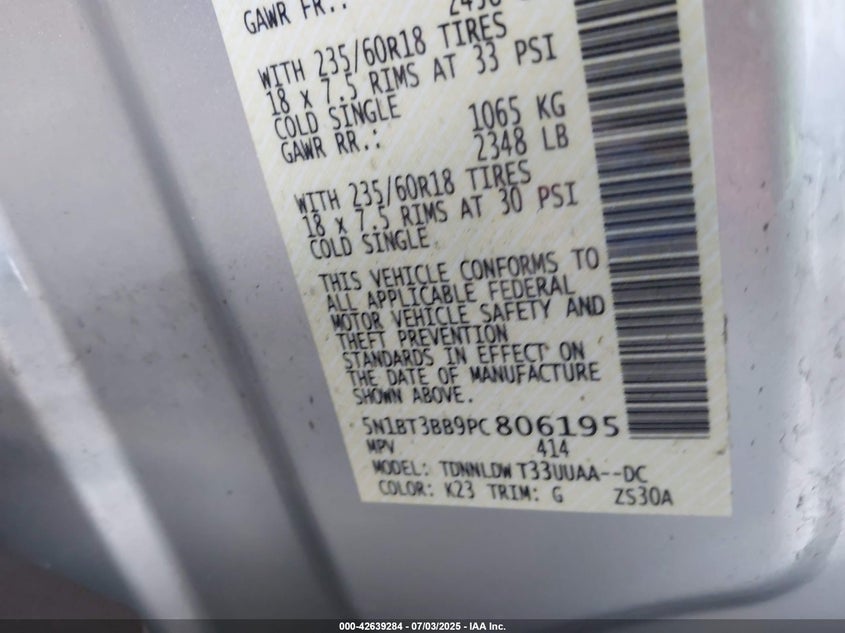 GAWR FR.:
WITH 235/60R18 TIRES
18 X 7.5 RIMS AT 33 PSI
COLD SINGLE 1065 KG
GAWR RR.: 2348 LB
WITH 235/60R18 TIRES
18 X 7.5 RIMS AT 30 PSI
COLD SINGLE
THIS VEHICLE CONFORMS TO
ALL APPLICABLE FEDERAL
MOTOR VEHICLE SAFETY AND
THEFT PREVENTION
STANDARDS IN EFFECT ON
THE DATE OF MANUFACTURE
SHOWN ABOVE.
5N1BT3BB9PC806195
MPV 414
MODEL: TDNNLDW T33UUAA--DC
COLOR: K23 TRIM: G ZS30A
000-42639284 - 07/03/2025 - IAA Inc.